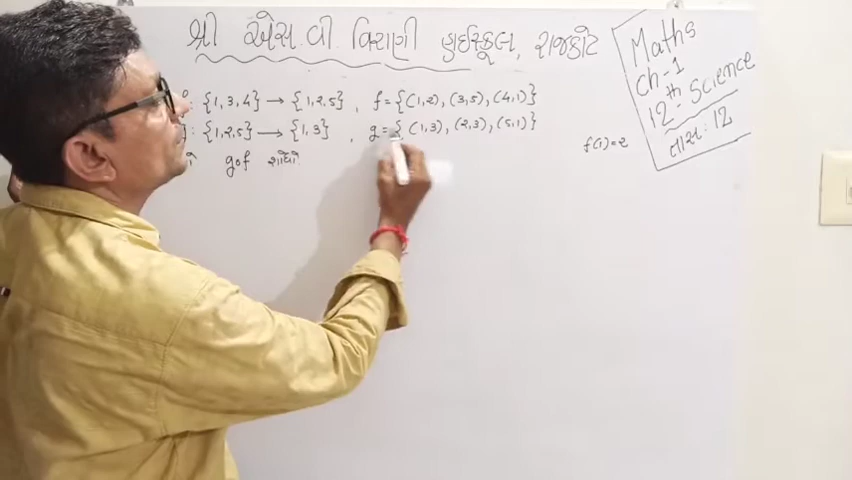 શ્રી એસ.વી વિરાણી હાઈસ્કૂલ, રાજકોટ
Maths
Ch-1
12th Science
તાસ: 12
: {1,3,4} → {1,2,5} , f={(1,2),(3,5),(4,1)}
: {1,2,5} → {1,3} , g={(1,3),(2,3),(5,1)}
gof શોધો
f(1)=2